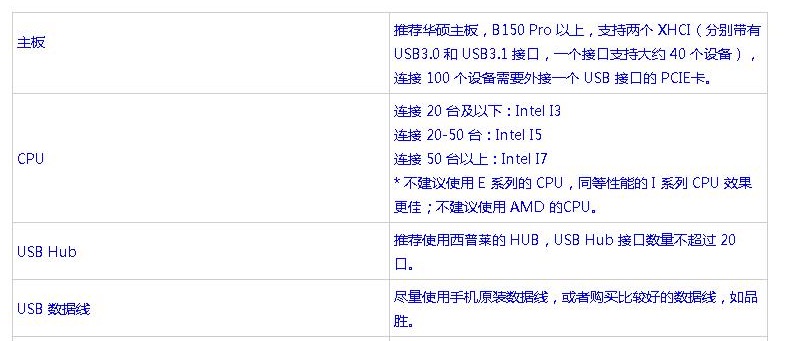 主板
推荐华硕主板，B150 Pro 以上，支持两个 XHCI（分别带有
USB3.0 和 USB3.1 接口，一个接口支持大约 40 个设备），
连接 100 个设备需要外接一个 USB 接口的 PCIE卡。
CPU
连接 20 台及以下：Intel I3
连接 20-50 台：Intel I5
连接 50 台以上：Intel I7
* 不建议使用 E 系列的 CPU，同等性能的 I 系列 CPU 效果
更佳；不建议使用 AMD 的CPU。
USB Hub
推荐使用西普莱的 HUB，USB Hub 接口数量不超过 20
口。
USB 数据线
尽量使用手机原装数据线，或者购买比较好的数据线，如品
胜。